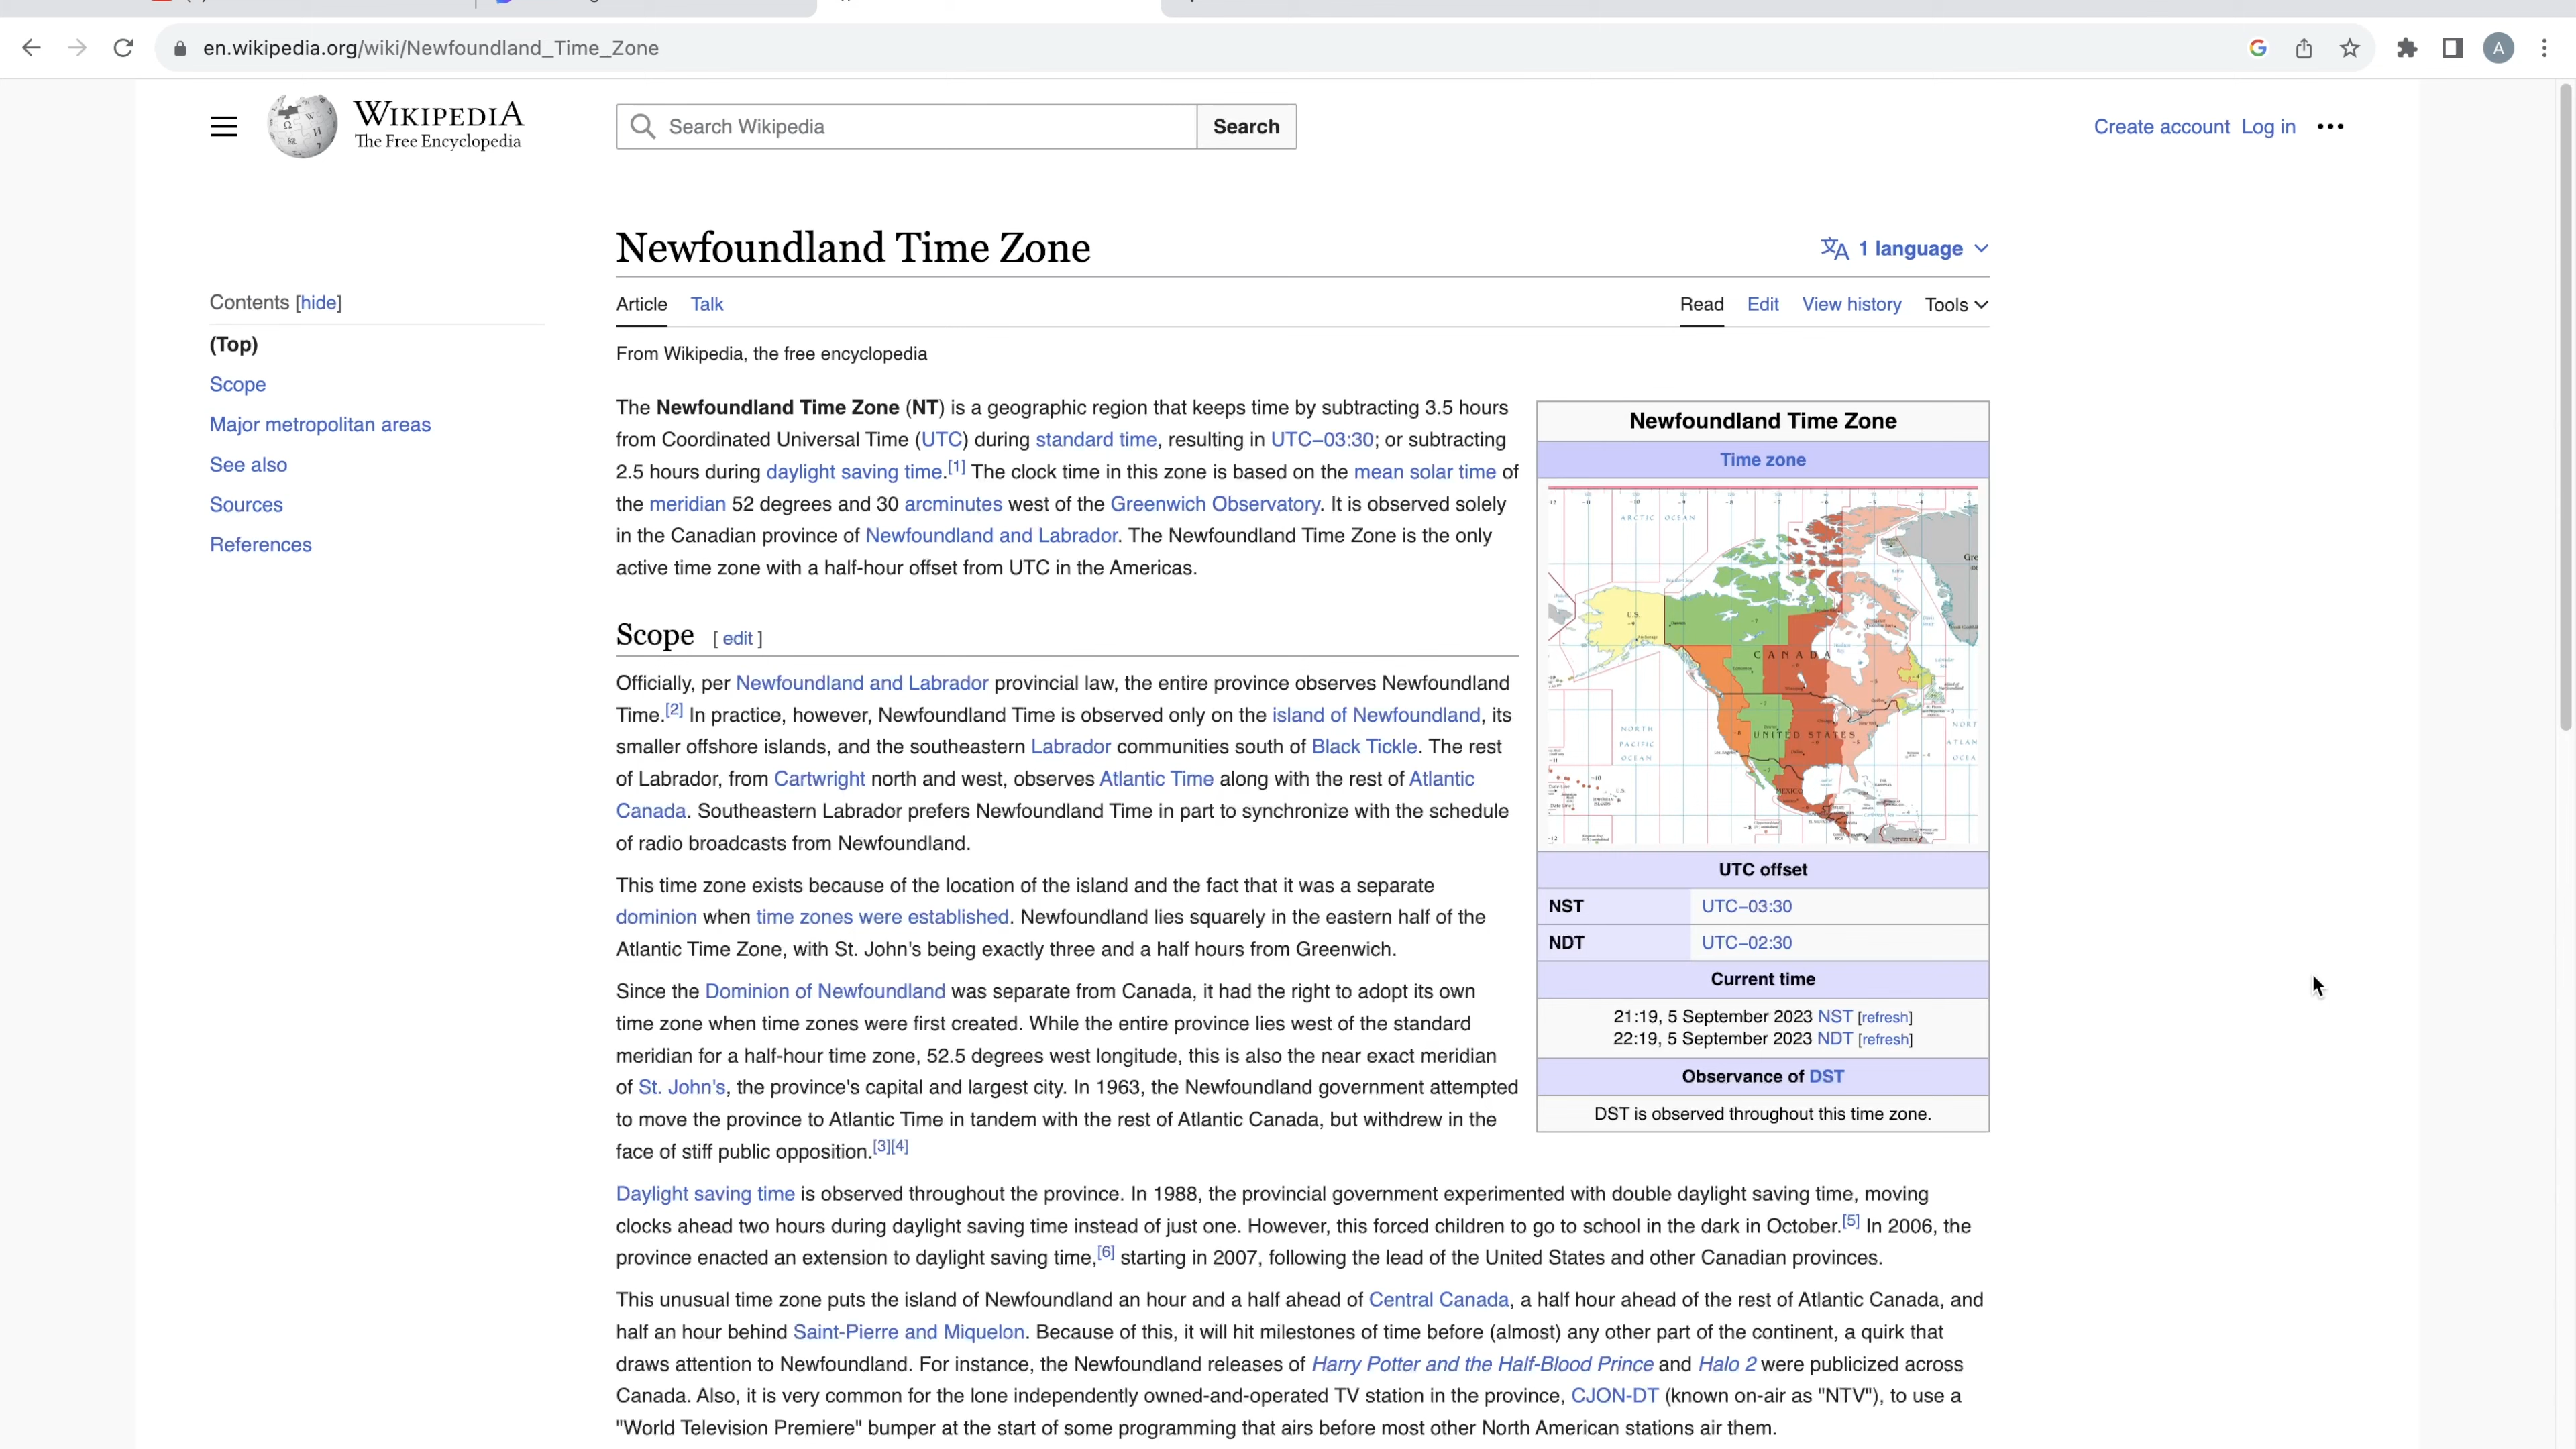 en.wikipedia.org/wiki/Newfoundland_Time_Zone
A
WIKIPEDIA
The Free Encyclopedia
Search Wikipedia
Search
Create account Log in
Newfoundland Time Zone
1 language
Contents [hide]
(Top)
Scope
Major metropolitan areas
See also
Sources
References
Article Talk
Read Edit View history Tools
From Wikipedia, the free encyclopedia
The Newfoundland Time Zone (NT) is a geographic region that keeps time by subtracting 3.5 hours
from Coordinated Universal Time (UTC) during standard time, resulting in UTC−03:30; or subtracting
2.5 hours during daylight saving time.[1] The clock time in this zone is based on the mean solar time of
the meridian 52 degrees and 30 arcminutes west of the Greenwich Observatory. It is observed solely
in the Canadian province of Newfoundland and Labrador. The Newfoundland Time Zone is the only
active time zone with a half-hour offset from UTC in the Americas.
Scope [ edit ]
Officially, per Newfoundland and Labrador provincial law, the entire province observes Newfoundland
Time.[2] In practice, however, Newfoundland Time is observed only on the island of Newfoundland, its
smaller offshore islands, and the southeastern Labrador communities south of Black Tickle. The rest
of Labrador, from Cartwright north and west, observes Atlantic Time along with the rest of Atlantic
Canada. Southeastern Labrador prefers Newfoundland Time in part to synchronize with the schedule
of radio broadcasts from Newfoundland.
This time zone exists because of the location of the island and the fact that it was a separate
dominion when time zones were established. Newfoundland lies squarely in the eastern half of the
Atlantic Time Zone, with St. John's being exactly three and a half hours from Greenwich.
Since the Dominion of Newfoundland was separate from Canada, it had the right to adopt its own
time zone when time zones were first created. While the entire province lies west of the standard
meridian for a half-hour time zone, 52.5 degrees west longitude, this is also the near exact meridian
of St. John's, the province's capital and largest city. In 1963, the Newfoundland government attempted
to move the province to Atlantic Time in tandem with the rest of Atlantic Canada, but withdrew in the
face of stiff public opposition.[3][4]
Daylight saving time is observed throughout the province. In 1988, the provincial government experimented with double daylight saving time, moving
clocks ahead two hours during daylight saving time instead of just one. However, this forced children to go to school in the dark in October.[5] In 2006, the
province enacted an extension to daylight saving time,[6] starting in 2007, following the lead of the United States and other Canadian provinces.
This unusual time zone puts the island of Newfoundland an hour and a half ahead of Central Canada, a half hour ahead of the rest of Atlantic Canada, and
half an hour behind Saint-Pierre and Miquelon. Because of this, it will hit milestones of time before (almost) any other part of the continent, a quirk that
draws attention to Newfoundland. For instance, the Newfoundland releases of Harry Potter and the Half-Blood Prince and Halo 2 were publicized across
Canada. Also, it is very common for the lone independently owned-and-operated TV station in the province, CJON-DT (known on-air as "NTV"), to use a
"World Television Premiere" bumper at the start of some programming that airs before most other North American stations air them.
Newfoundland Time Zone
Time zone
ARCTIC OCEAN
U.S.
CANADA
NORTH
PACIFIC
OCEAN
UNITED STATES
MEXICO
UTC offset
NST UTC−03:30
NDT UTC−02:30
Current time
21:19, 5 September 2023 NST [refresh]
22:19, 5 September 2023 NDT [refresh]
Observance of DST
DST is observed throughout this time zone.